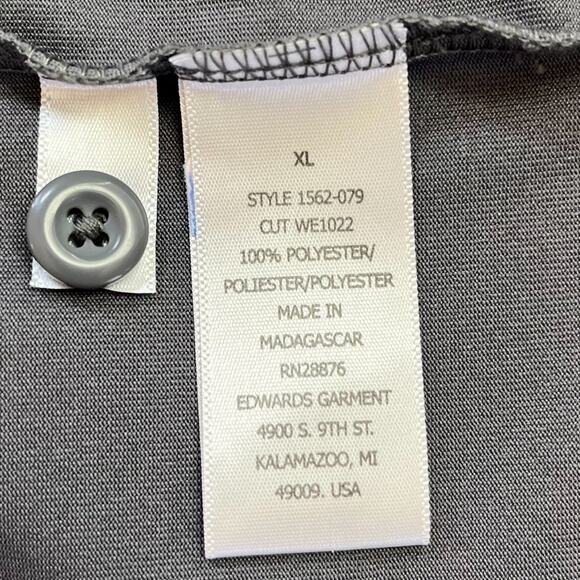 XL
STYLE 1562-079
CUT WE1022
100% POLYESTER/
POLIESTER/POLYESTER
MADE IN
MADAGASCAR
RN28876
EDWARDS GARMENT
4900 S. 9TH ST.
KALAMAZOO, MI
49009. USA